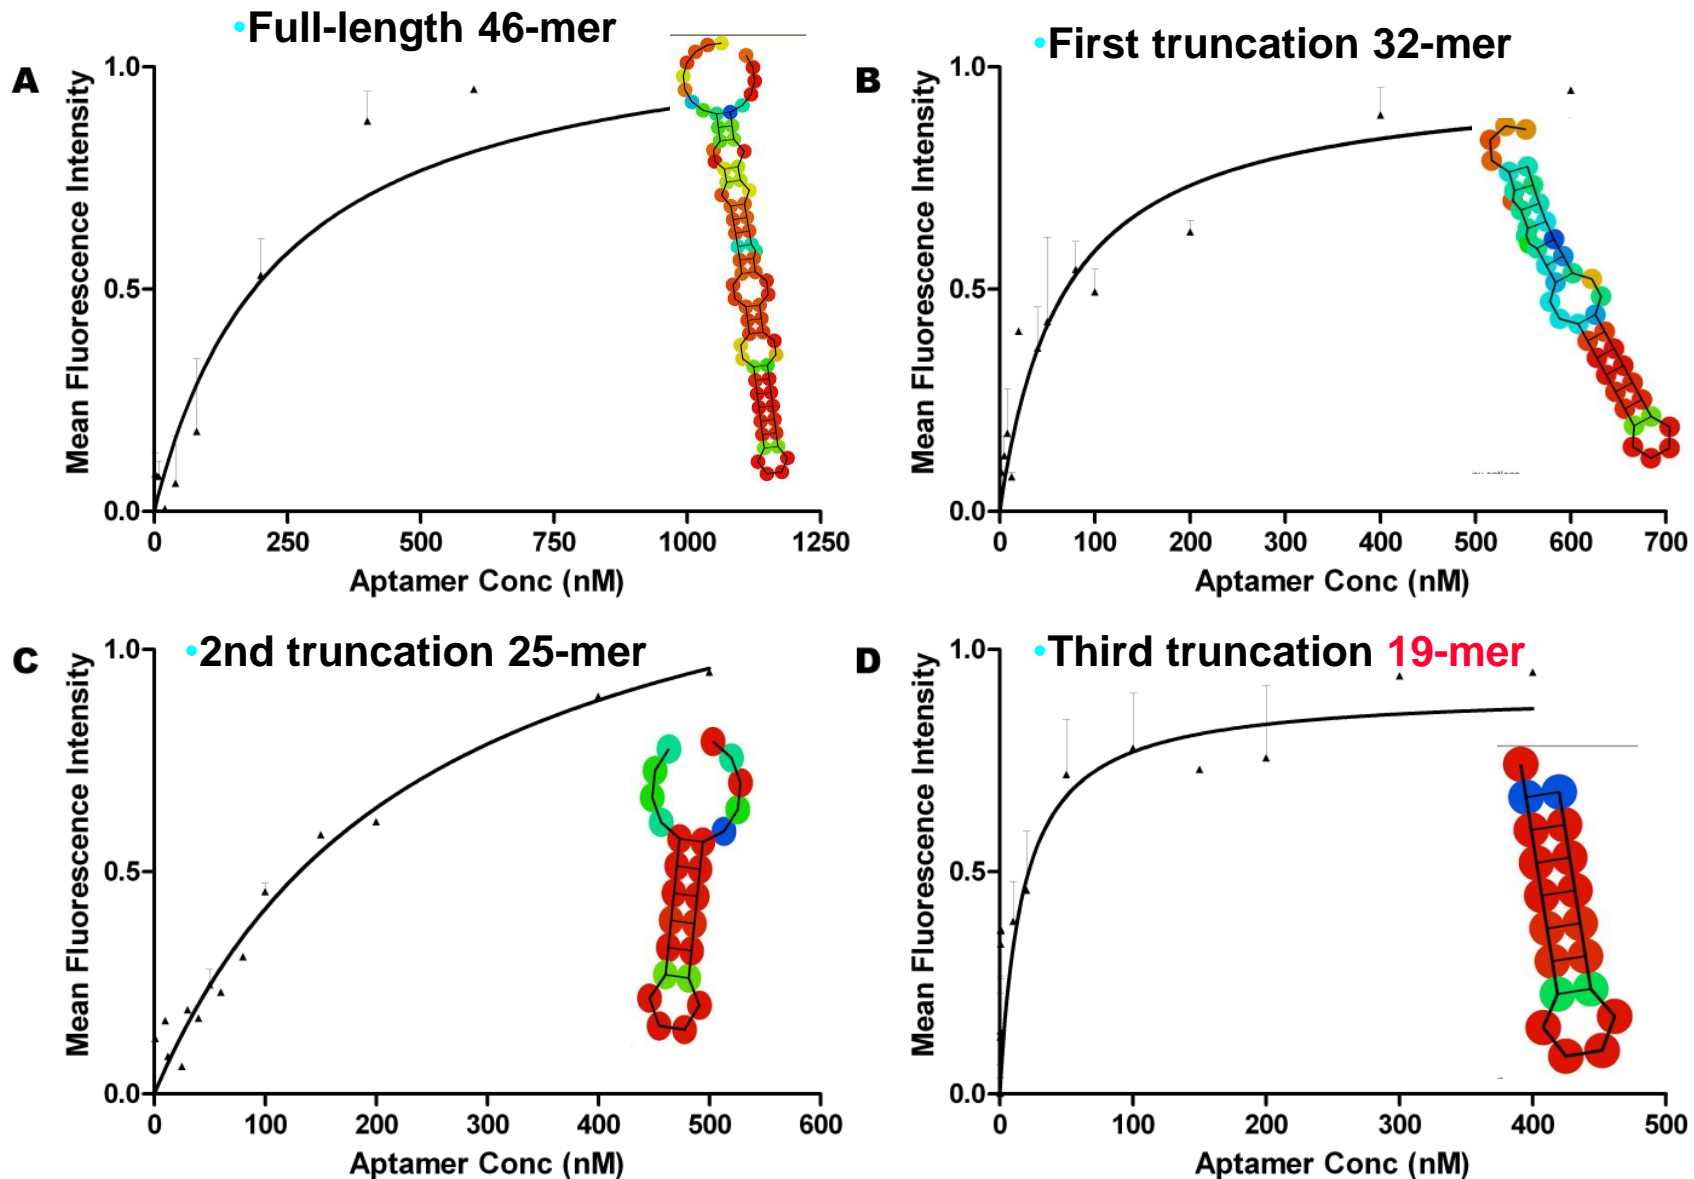 •Full-length 46-mer
A
Mean Fluorescence Intensity
1.0
0.5
0.0
0 250 500 750 1000 1250
Aptamer Conc (nM)
•First truncation 32-mer
B
Mean Fluorescence Intensity
1.0
0.5
0.0
0 100 200 300 400 500 600 700
Aptamer Conc (nM)
•2nd truncation 25-mer
C
Mean Fluorescence Intensity
1.0
0.5
0.0
0 100 200 300 400 500 600
Aptamer Conc (nM)
•Third truncation 19-mer
D
Mean Fluorescence Intensity
1.0
0.5
0.0
0 100 200 300 400 500
Aptamer Conc (nM)